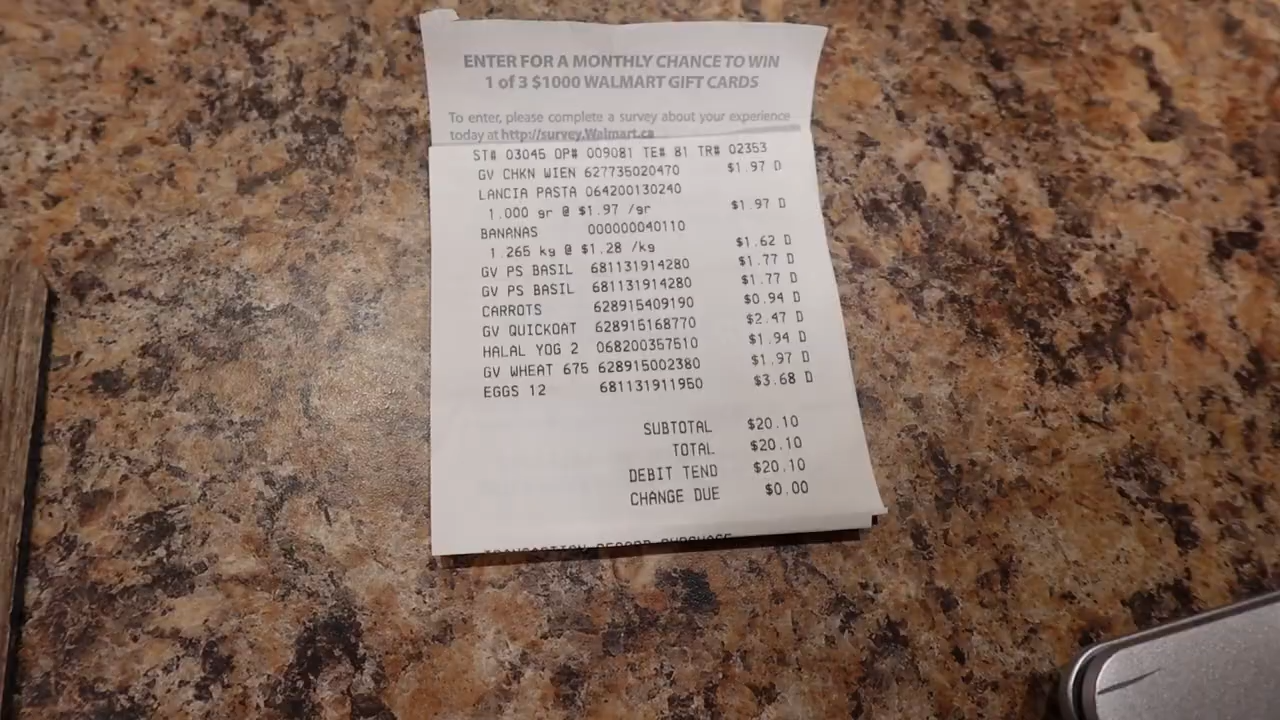 ENTER FOR A MONTHLY CHANCE TO WIN
1 of 3 $1000 WALMART GIFT CARDS
To enter, please complete a survey about your experience
today at http://survey.Walmart.ca
ST# 03045 OP# 009081 TE# 81 TR# 02353
GV CHKN WIEN 627735020470 $1.97 D
LANCIA PASTA 064200130240
1.000 gr @ $1.97 /gr $1.97 D
BANANAS 000000040110
1.265 kg @ $1.28 /kg $1.62 D
GV PS BASIL 681131914280 $1.77 D
GV PS BASIL 681131914280 $1.77 D
CARROTS 628915409190 $0.94 D
GV QUICKOAT 628915168770 $2.47 D
HALAL YOG 2 068200357510 $1.94 D
GV WHEAT 675 628915002380 $1.97 D
EGGS 12 681131911950 $3.68 D
SUBTOTAL $20.10
TOTAL $20.10
DEBIT TEND $20.10
CHANGE DUE $0.00
TRANSACTION RECORD PURCHASE